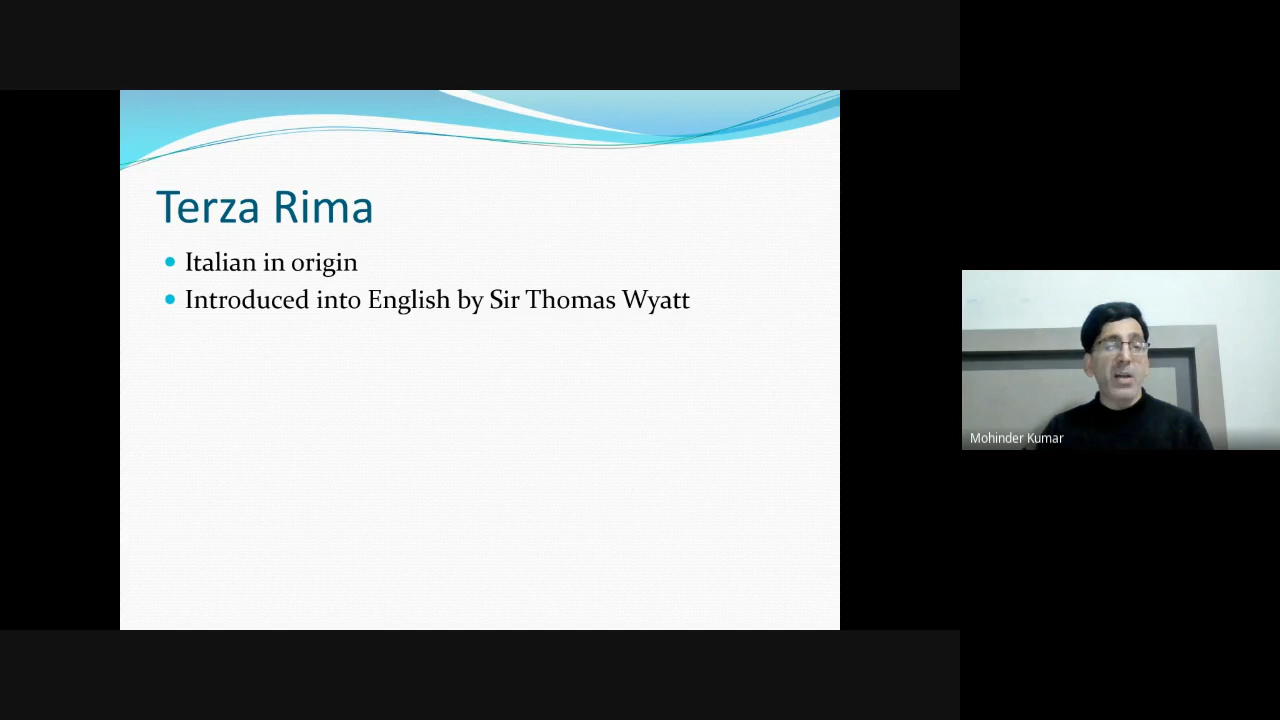 Terza Rima
Italian in origin
Introduced into English by Sir Thomas Wyatt
Mohinder Kumar